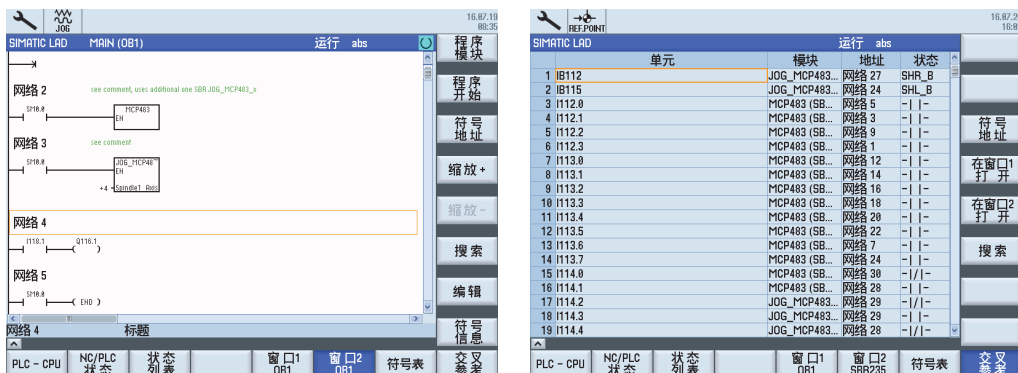 16.07.19
JOG
08:35
SIMATIC LAD MAIN (OB1) 运行 abs
程序
模块
网络 2 see comment, uses additional one SBR JOG_MCP483_x
SM0.0 MCP483
EN
网络 3 see comment
SM0.0 JOG_MCP48~
EN
+4 Spindle1_Axis
网络 4
I118.1 Q116.1
网络 5
SM0.0
( END )
网络 4 标题
程序
开始
符号
地址
缩放+
缩放-
搜索
编辑
符号
信息
PLC - CPU
NC/PLC
状态
状态
列表
窗口1
OB1
窗口2
OB1
符号表
交叉
参考
16.07.2
REF.POINT
16:0
SIMATIC LAD 运行 abs
单元 模块 地址 状态
1 IB112 JOG_MCP483... 网络 27 SHR_B
2 IB115 JOG_MCP483... 网络 24 SHL_B
3 I112.0 MCP483 (SB... 网络 5 -| |-
4 I112.1 MCP483 (SB... 网络 3 -| |-
5 I112.2 MCP483 (SB... 网络 9 -| |-
6 I112.3 MCP483 (SB... 网络 1 -| |-
7 I113.0 MCP483 (SB... 网络 12 -| |-
8 I113.1 MCP483 (SB... 网络 14 -| |-
9 I113.2 MCP483 (SB... 网络 16 -| |-
10 I113.3 MCP483 (SB... 网络 18 -| |-
11 I113.4 MCP483 (SB... 网络 20 -| |-
12 I113.5 MCP483 (SB... 网络 22 -| |-
13 I113.6 MCP483 (SB... 网络 7 -| |-
14 I113.7 MCP483 (SB... 网络 24 -| |-
15 I114.0 MCP483 (SB... 网络 30 -|/|-
16 I114.1 MCP483 (SB... 网络 28 -| |-
17 I114.2 JOG_MCP483... 网络 29 -|/|-
18 I114.3 JOG_MCP483... 网络 29 -| |-
19 I114.4 JOG_MCP483... 网络 28 -|/|-
符号
地址
在窗口1
打 开
在窗口2
打 开
搜索
PLC - CPU
NC/PLC
状态
状态
列表
窗口1
OB1
窗口2
SBR235
符号表
交叉
参考